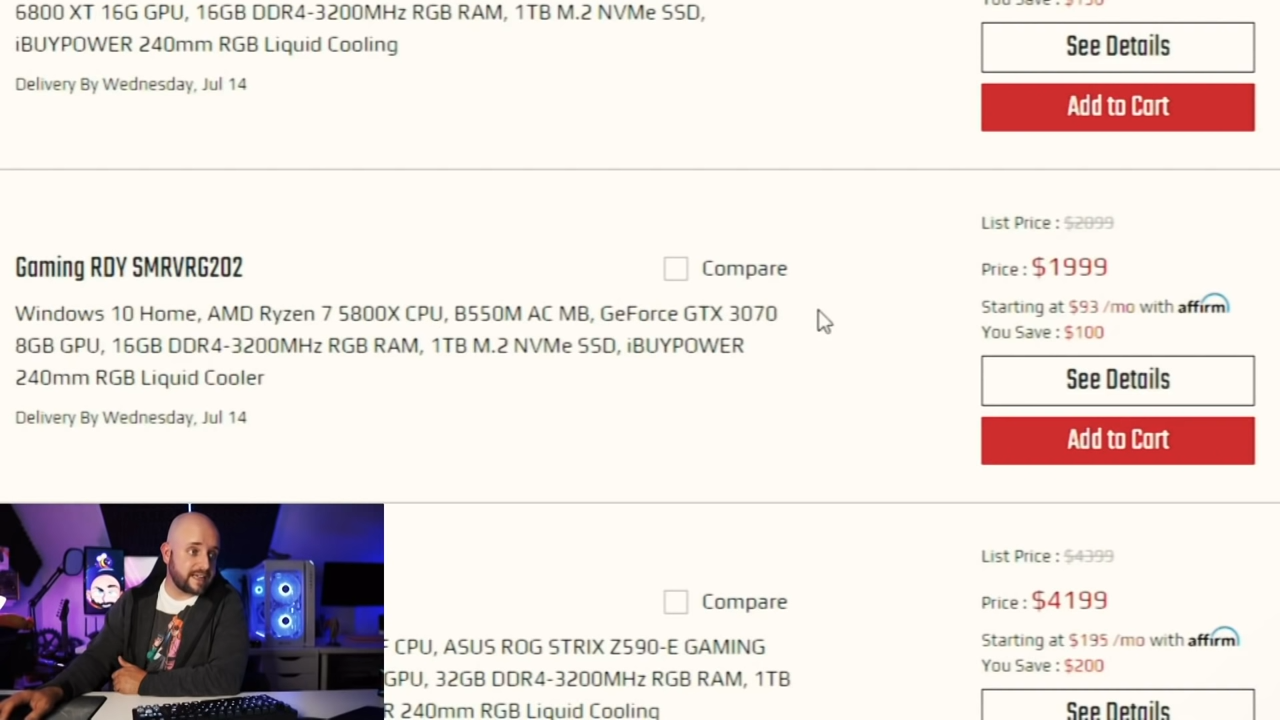 6800 XT 16G GPU, 16GB DDR4-3200MHz RGB RAM, 1TB M.2 NVMe SSD,
iBUYPOWER 240mm RGB Liquid Cooling
Delivery By Wednesday, Jul 14
You Save : $150
See Details
Add to Cart
Gaming RDY SMRVRG202
Compare
Windows 10 Home, AMD Ryzen 7 5800X CPU, B550M AC MB, GeForce GTX 3070
8GB GPU, 16GB DDR4-3200MHz RGB RAM, 1TB M.2 NVMe SSD, iBUYPOWER
240mm RGB Liquid Cooler
Delivery By Wednesday, Jul 14
List Price : $2099
Price : $1999
Starting at $93 /mo with affirm
You Save : $100
See Details
Add to Cart
Compare
CPU, ASUS ROG STRIX Z590-E GAMING
GPU, 32GB DDR4-3200MHz RGB RAM, 1TB
R 240mm RGB Liquid Cooling
List Price : $4399
Price : $4199
Starting at $195 /mo with affirm
You Save : $200
See Details